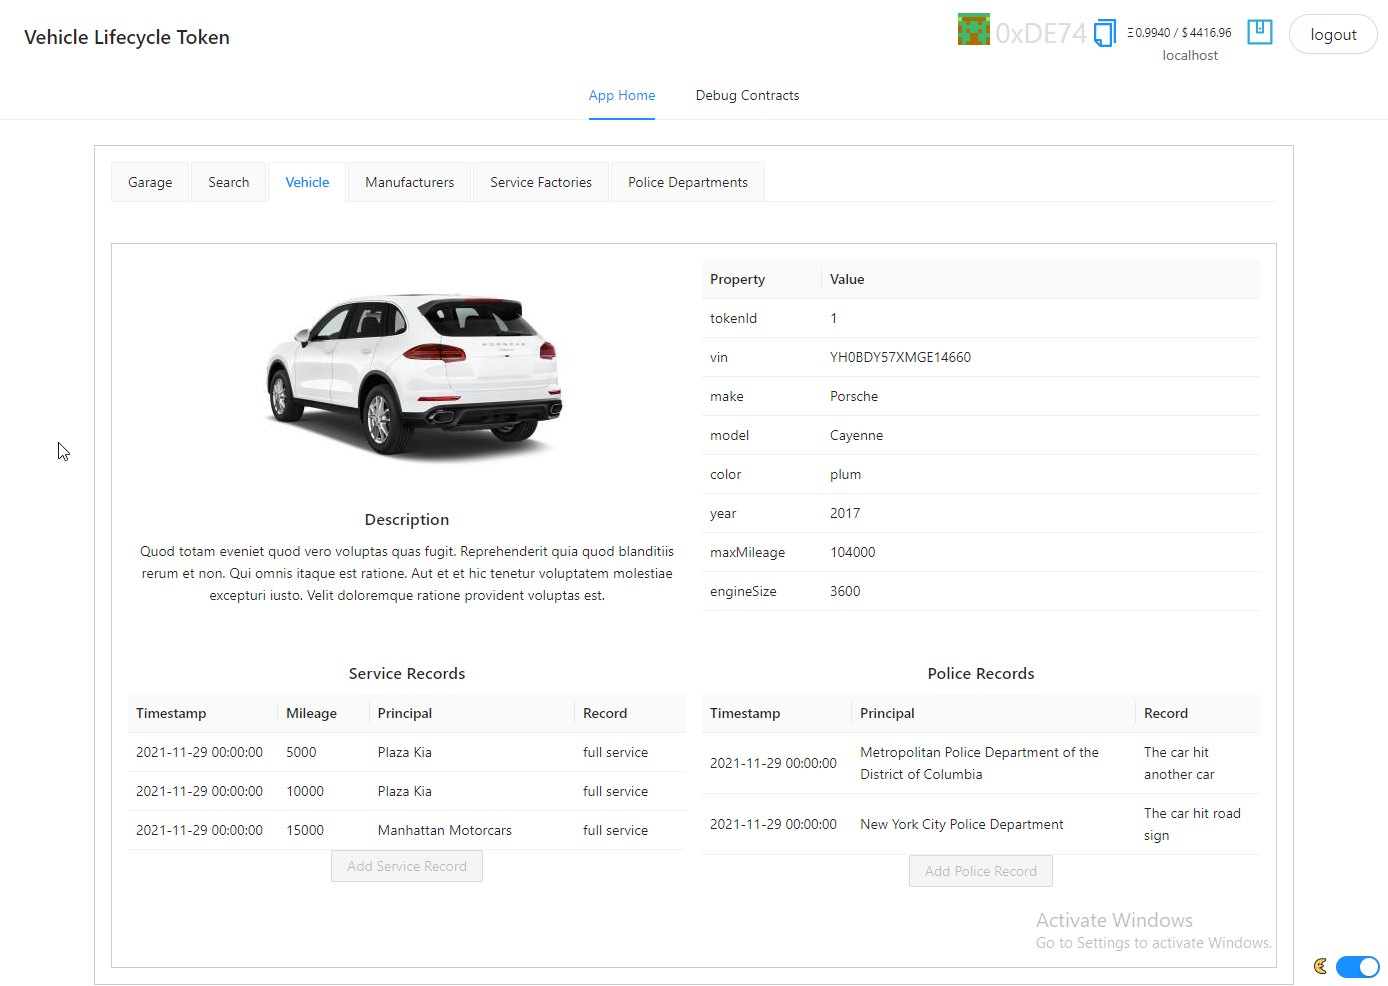 Vehicle Lifecycle Token
0xDE74
Ξ 0.9940 / $ 4416.96
localhost
logout
App Home
Debug Contracts
Garage
Search
Vehicle
Manufacturers
Service Factories
Police Departments
PORSCHE
Description
Quod totam eveniet quod vero voluptas quas fugit. Reprehenderit quia quod blanditiis
rerum et non. Qui omnis itaque est ratione. Aut et et hic tenetur voluptatem molestiae
excepturi iusto. Velit doloremque ratione provident voluptas est.
Property Value
tokenId 1
vin YH0BDY57XMGE14660
make Porsche
model Cayenne
color plum
year 2017
maxMileage 104000
engineSize 3600
Service Records
Timestamp Mileage Principal Record
2021-11-29 00:00:00 5000 Plaza Kia full service
2021-11-29 00:00:00 10000 Plaza Kia full service
2021-11-29 00:00:00 15000 Manhattan Motorcars full service
Add Service Record
Police Records
Timestamp Principal Record
2021-11-29 00:00:00
Metropolitan Police Department of the
District of Columbia
The car hit
another car
2021-11-29 00:00:00
New York City Police Department
The car hit road
sign
Add Police Record
Activate Windows
Go to Settings to activate Windows.